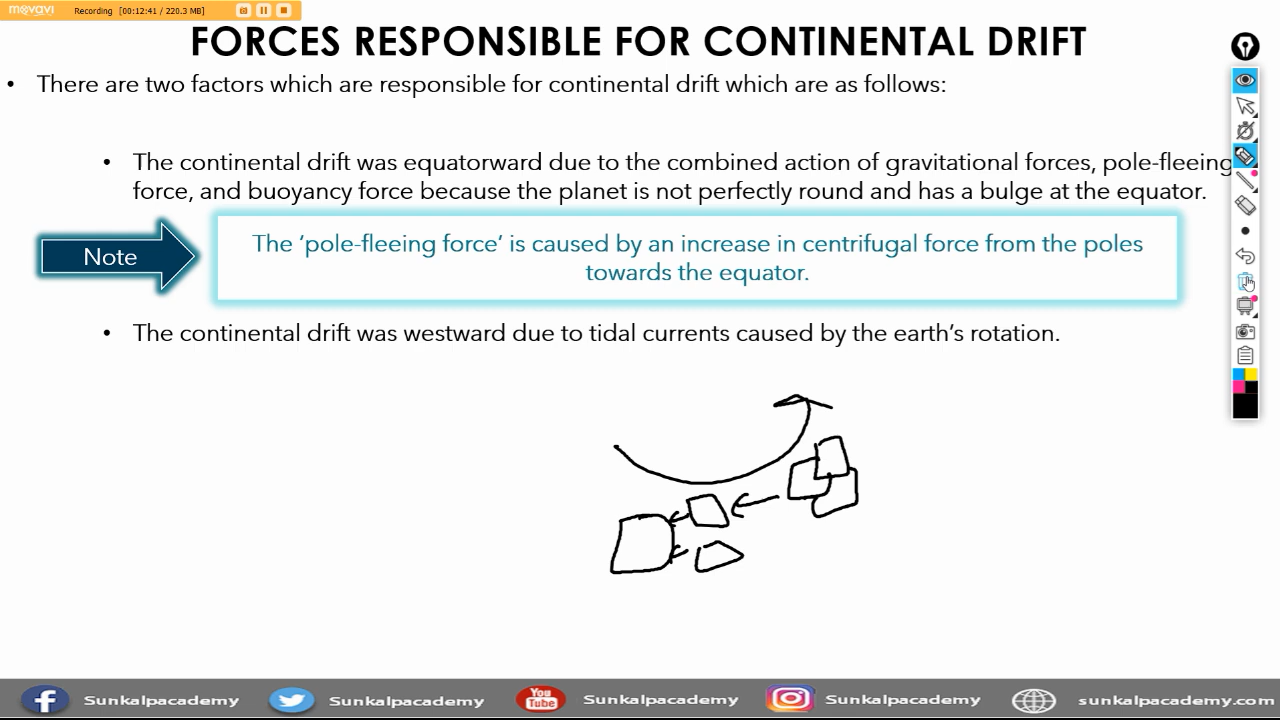 movavi Recording [00:12:41 / 220.3 MB]
FORCES RESPONSIBLE FOR CONTINENTAL DRIFT
• There are two factors which are responsible for continental drift which are as follows:
• The continental drift was equatorward due to the combined action of gravitational forces, pole-fleeing
force, and buoyancy force because the planet is not perfectly round and has a bulge at the equator.
Note
The ‘pole-fleeing force’ is caused by an increase in centrifugal force from the poles
towards the equator.
• The continental drift was westward due to tidal currents caused by the earth’s rotation.
f Sunkalpacademy Sunkalpacademy You Tube Sunkalpacademy Sunkalpacademy sunkalpacademy.com